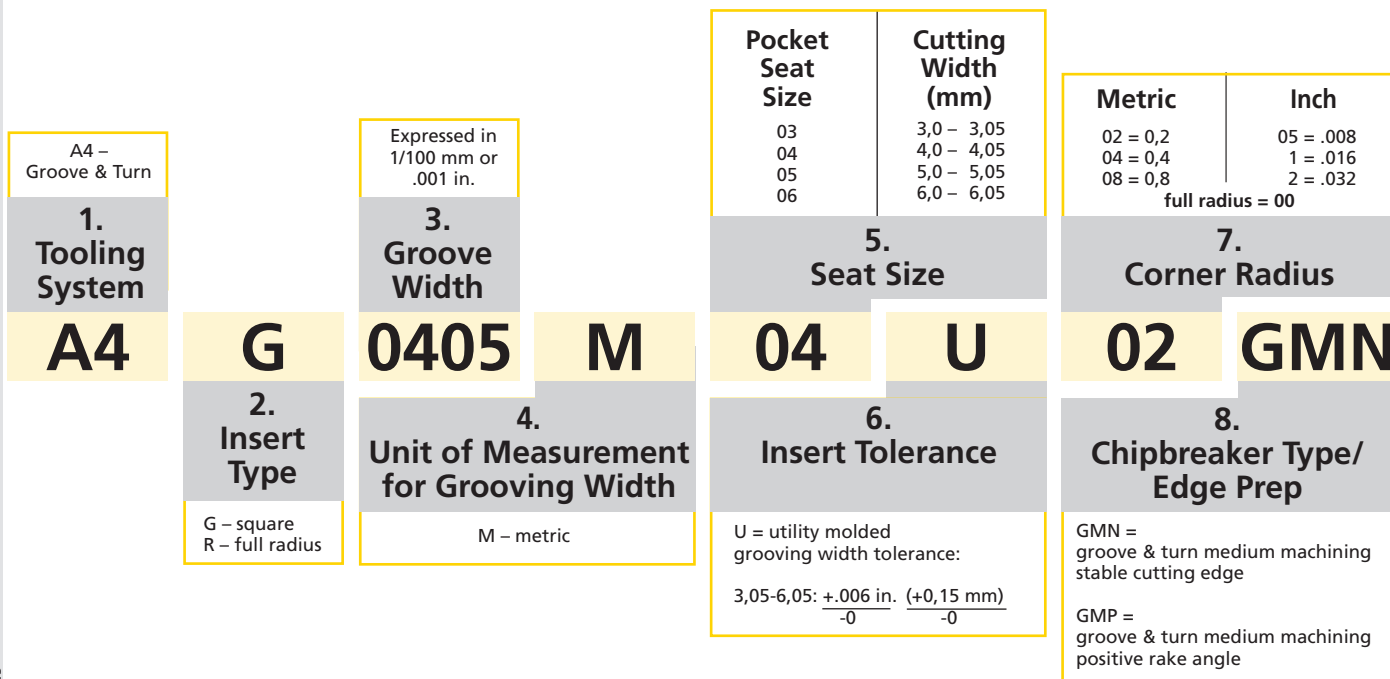 A4 –
Groove & Turn
1.
Tooling
System
A4
G
2.
Insert
Type
G – square
R – full radius
Expressed in
1/100 mm or
.001 in.
3.
Groove
Width
0405
M
4.
Unit of Measurement
for Grooving Width
M – metric
Pocket Seat Size | Cutting Width (mm)
03 3,0 – 3,05
04 4,0 – 4,05
05 5,0 – 5,05
06 6,0 – 6,05
5.
Seat Size
04
U
6.
Insert Tolerance
U = utility molded
grooving width tolerance:
3,05-6,05: +.006 in. (+0,15 mm)
-0 -0
Metric Inch
02 = 0,2 05 = .008
04 = 0,4 1 = .016
08 = 0,8 2 = .032
full radius = 00
7.
Corner Radius
02
GMN
8.
Chipbreaker Type/
Edge Prep
GMN =
groove & turn medium machining
stable cutting edge
GMP =
groove & turn medium machining
positive rake angle